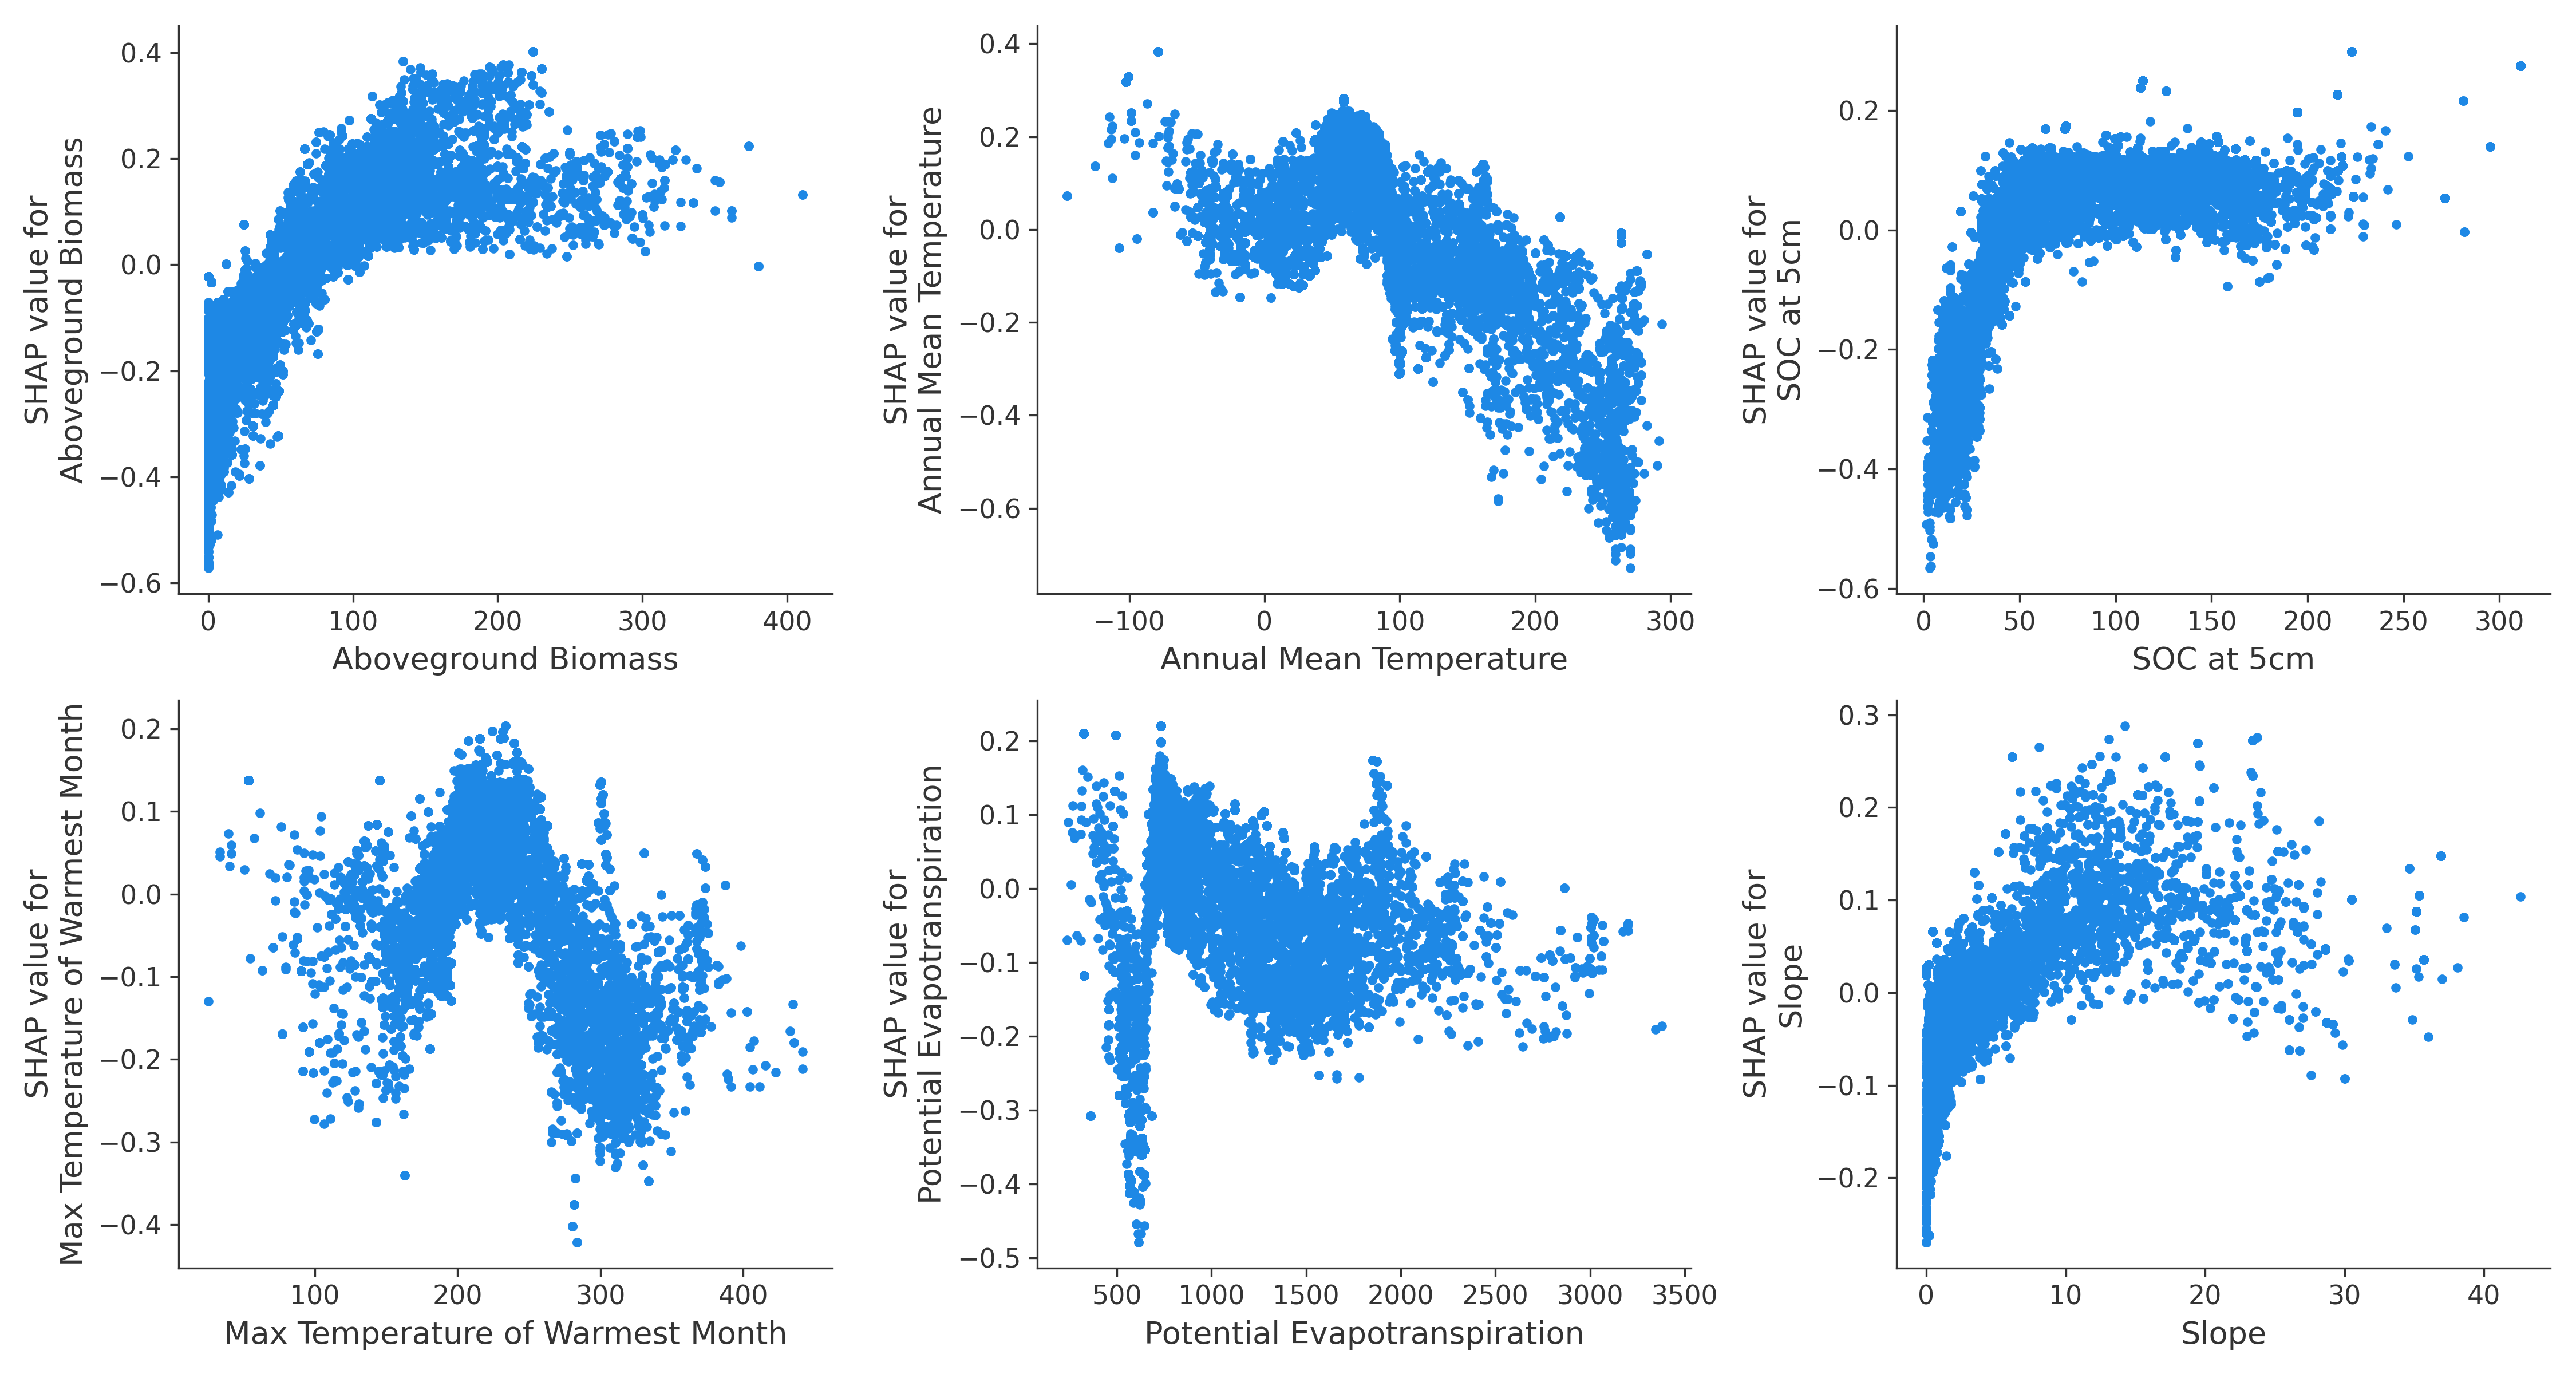 SHAP value for
Aboveground Biomass
0.4
0.2
0.0
−0.2
−0.4
−0.6
0 100 200 300 400
Aboveground Biomass
SHAP value for
Annual Mean Temperature
0.4
0.2
0.0
−0.2
−0.4
−0.6
−100 0 100 200 300
Annual Mean Temperature
SHAP value for
SOC at 5cm
0.2
0.0
−0.2
−0.4
−0.6
0 50 100 150 200 250 300
SOC at 5cm
SHAP value for
Max Temperature of Warmest Month
0.2
0.1
0.0
−0.1
−0.2
−0.3
−0.4
100 200 300 400
Max Temperature of Warmest Month
SHAP value for
Potential Evapotranspiration
0.2
0.1
0.0
−0.1
−0.2
−0.3
−0.4
−0.5
500 1000 1500 2000 2500 3000 3500
Potential Evapotranspiration
SHAP value for
Slope
0.3
0.2
0.1
0.0
−0.1
−0.2
0 10 20 30 40
Slope